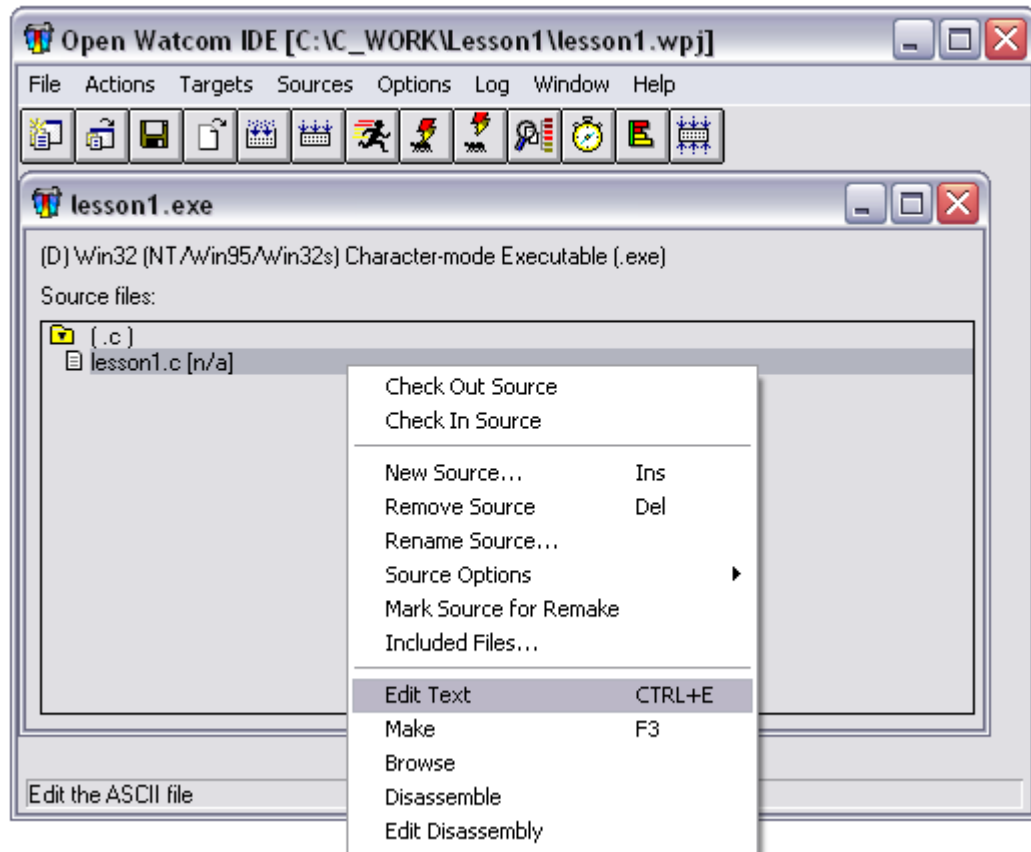 Open Watcom IDE [C:\C_WORK\Lesson1\lesson1.wpj]
File Actions Targets Sources Options Log Window Help
lesson1.exe
(D) Win32 (NT/Win95/Win32s) Character-mode Executable (.exe)
Source files:
(.c)
lesson1.c [n/a]
Check Out Source
Check In Source
New Source... Ins
Remove Source Del
Rename Source...
Source Options
Mark Source for Remake
Included Files...
Edit Text CTRL+E
Make F3
Browse
Disassemble
Edit Disassembly
Edit the ASCII file